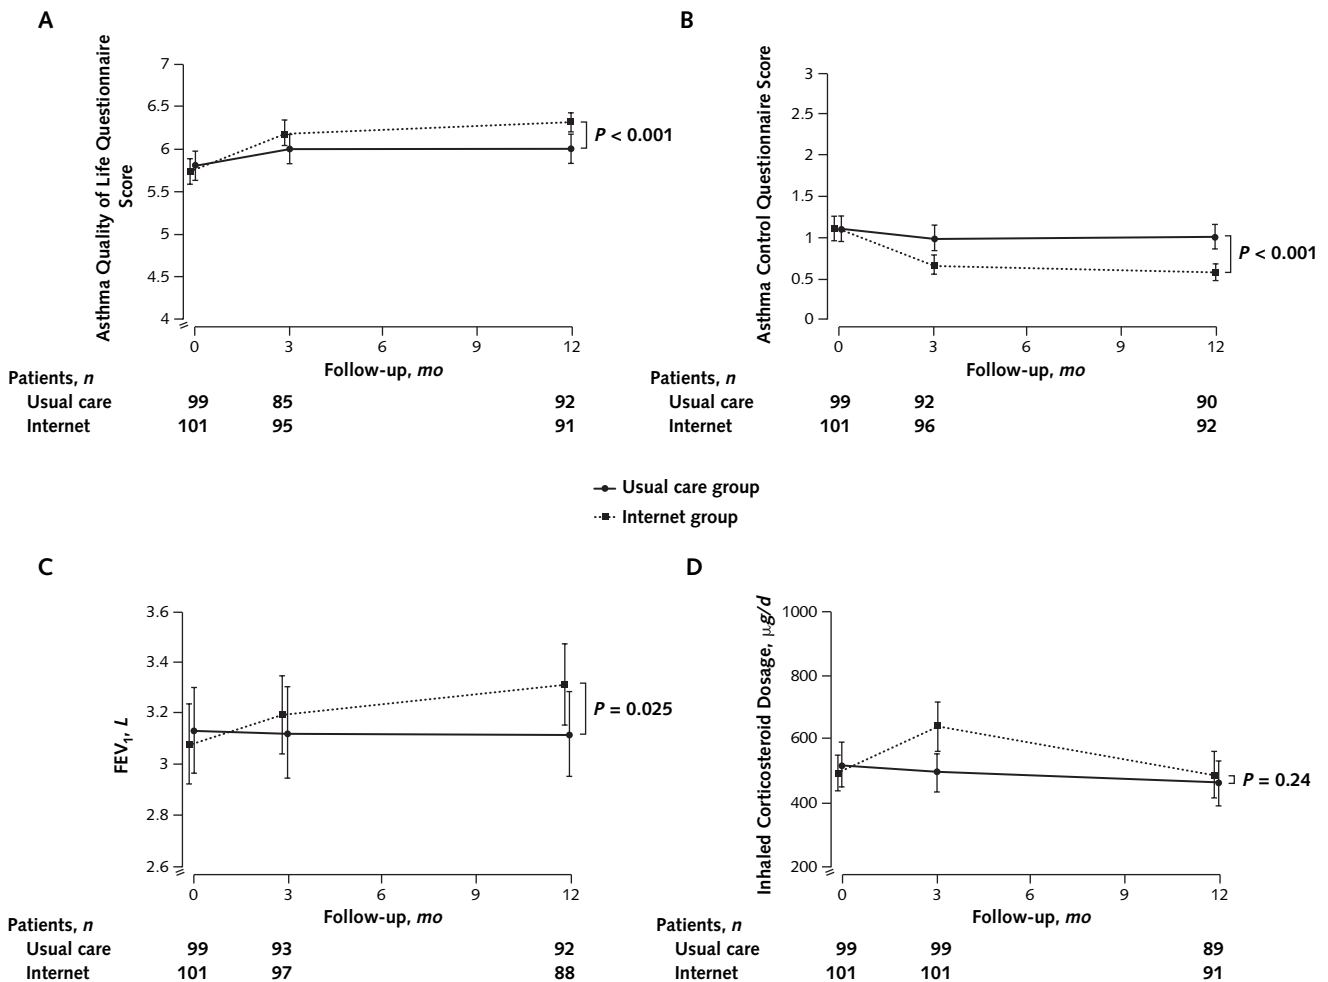 A
Asthma Quality of Life Questionnaire
Score
7
6.5
6
5.5
5
4.5
4
P < 0.001
0 3 6 9 12
Follow-up, mo
Patients, n
Usual care 99 85 92
Internet 101 95 91
B
Asthma Control Questionnaire Score
3
2.5
2
1.5
1
0.5
0
P < 0.001
0 3 6 9 12
Follow-up, mo
Patients, n
Usual care 99 92 90
Internet 101 96 92
Usual care group
Internet group
C
FEV₁, L
3.6
3.4
3.2
3
2.8
2.6
P = 0.025
0 3 6 9 12
Follow-up, mo
Patients, n
Usual care 99 93 92
Internet 101 97 88
D
Inhaled Corticosteroid Dosage, µg/d
1000
800
600
400
200
P = 0.24
0 3 6 9 12
Follow-up, mo
Patients, n
Usual care 99 99 89
Internet 101 101 91